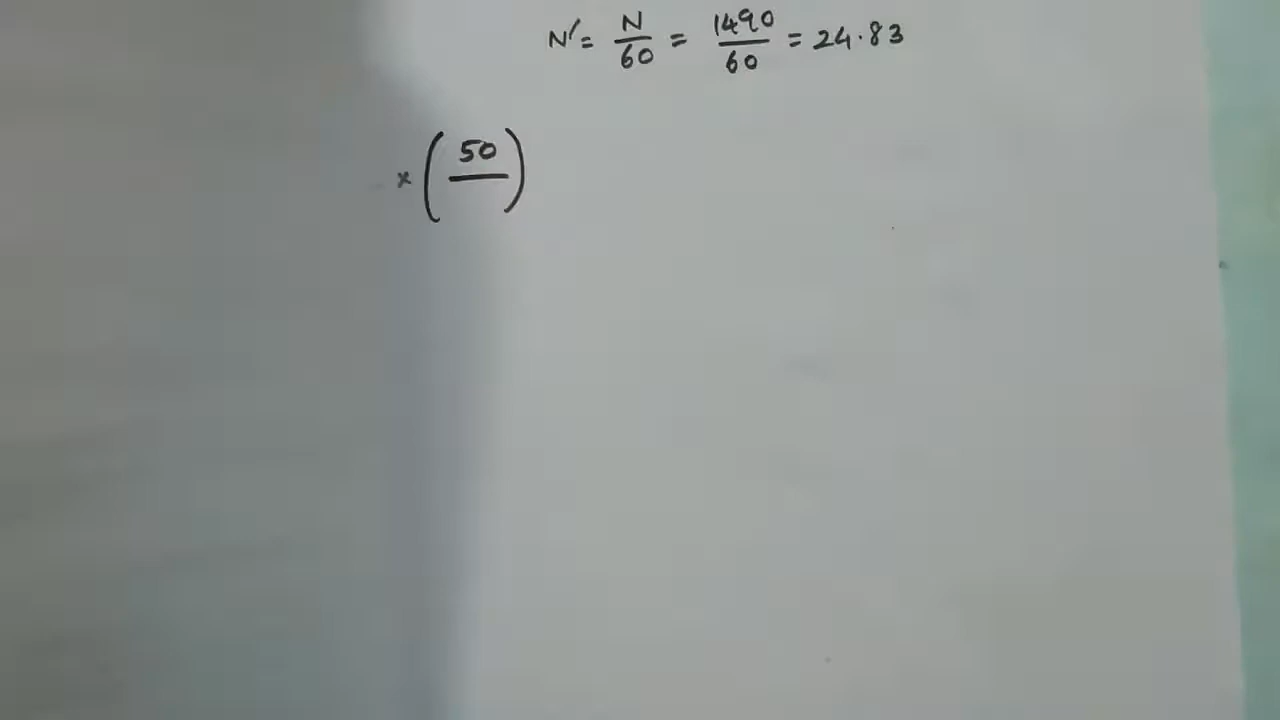 N' = N/60 = 1490/60 = 24.83
× (50/ )